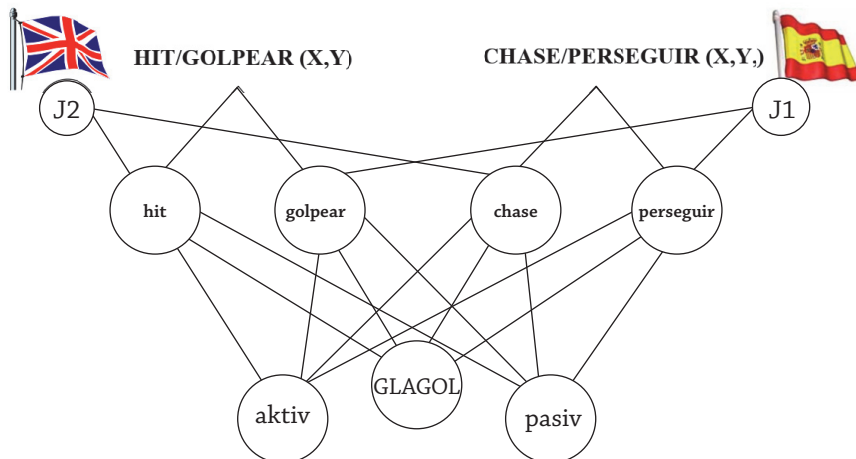 HIT/GOLPEAR (X,Y)
CHASE/PERSEGUIR (X,Y,)
J2
J1
hit
golpear
chase
perseguir
GLAGOL
aktiv
pasiv